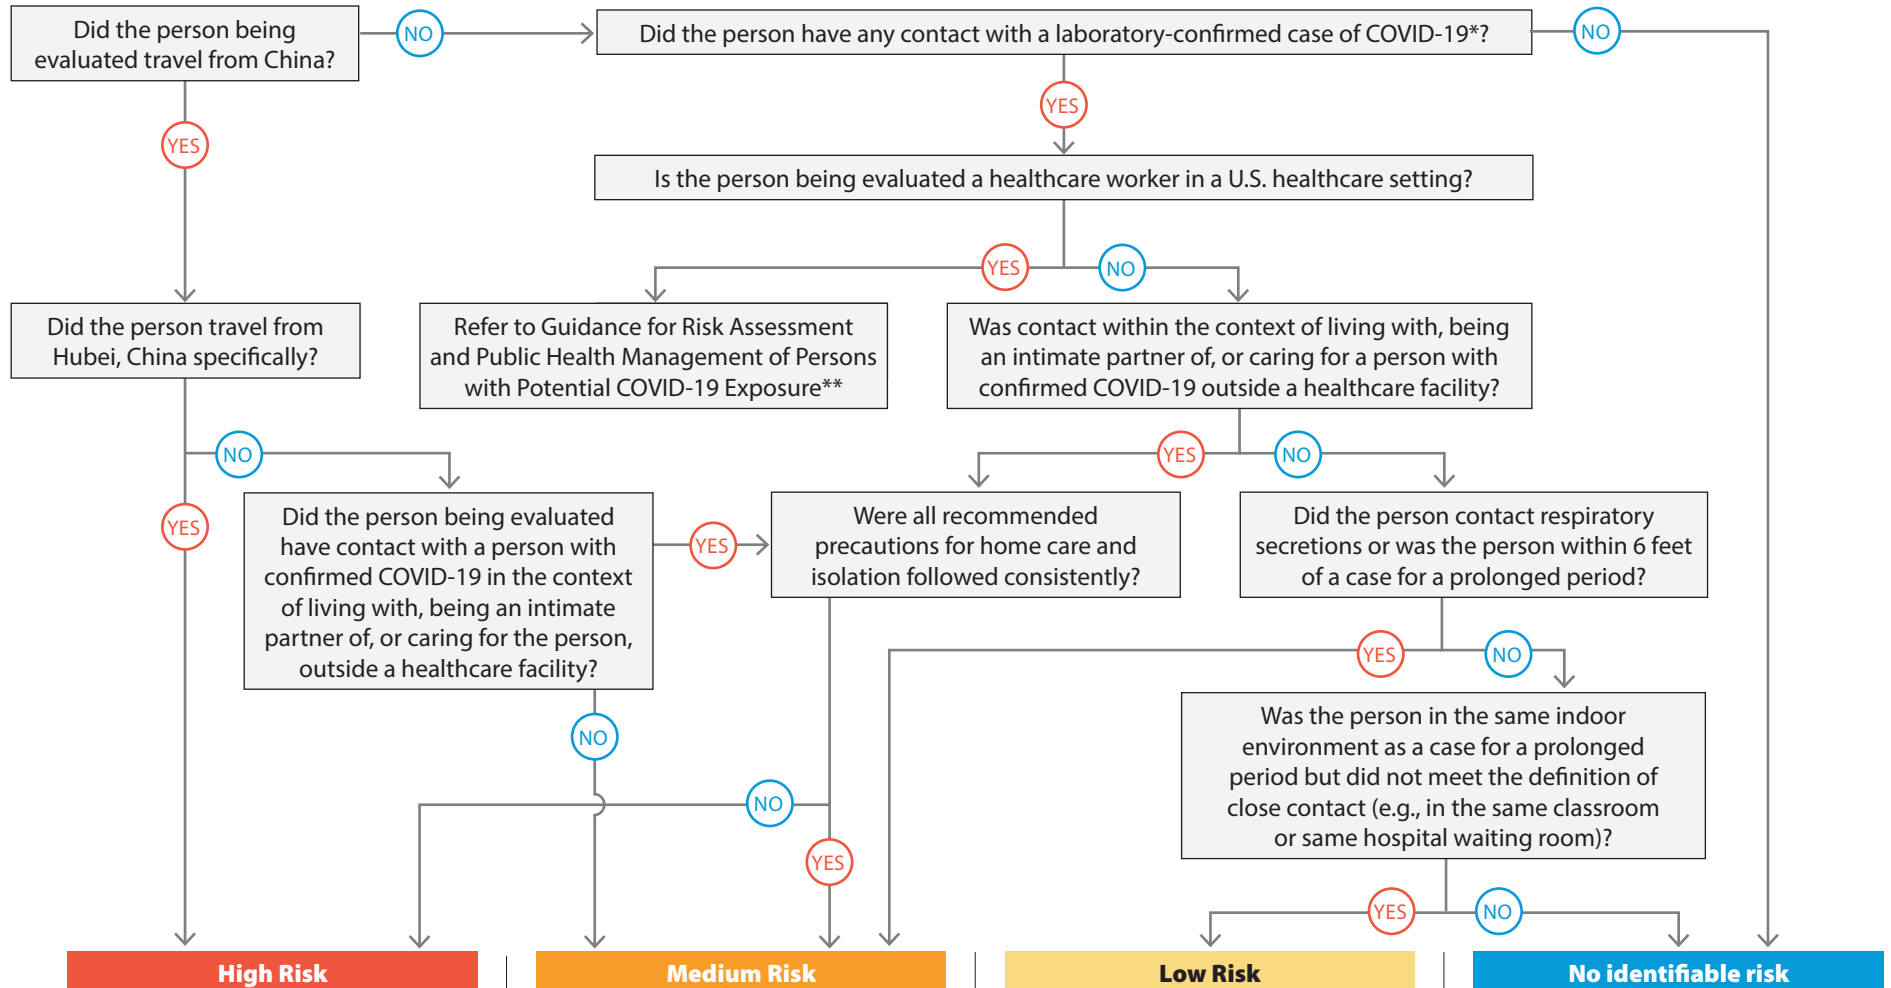 Did the person being
evaluated travel from China?
NO
Did the person have any contact with a laboratory-confirmed case of COVID-19*?
NO
YES
YES
Is the person being evaluated a healthcare worker in a U.S. healthcare setting?
YES
NO
Did the person travel from
Hubei, China specifically?
Refer to Guidance for Risk Assessment
and Public Health Management of Persons
with Potential COVID-19 Exposure**
Was contact within the context of living with, being
an intimate partner of, or caring for a person with
confirmed COVID-19 outside a healthcare facility?
NO
YES
NO
YES
Did the person being evaluated
have contact with a person with
confirmed COVID-19 in the context
of living with, being an intimate
partner of, or caring for the person,
outside a healthcare facility?
YES
Were all recommended
precautions for home care and
isolation followed consistently?
Did the person contact respiratory
secretions or was the person within 6 feet
of a case for a prolonged period?
YES
NO
NO
Was the person in the same indoor
environment as a case for a prolonged
period but did not meet the definition of
close contact (e.g., in the same classroom
or same hospital waiting room)?
NO
YES
YES
NO
High Risk
Medium Risk
Low Risk
No identifiable risk